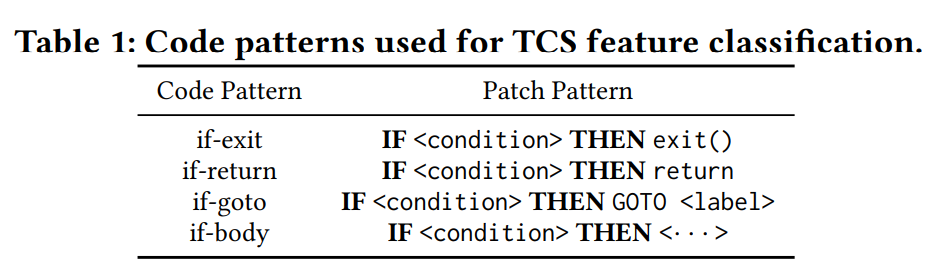 Table 1: Code patterns used for TCS feature classification.
Code Pattern Patch Pattern
if-exit IF <condition> THEN exit()
if-return IF <condition> THEN return
if-goto IF <condition> THEN GOTO <label>
if-body IF <condition> THEN <···>